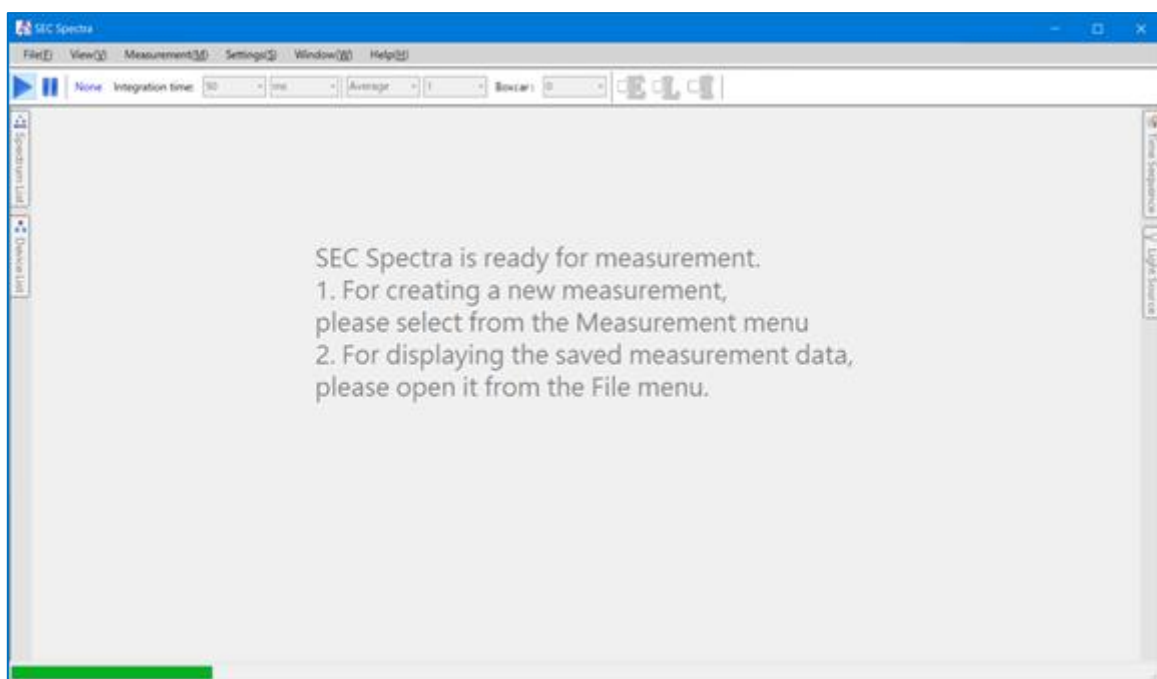 SEC Spectra
File(F) View(V) Measurement(M) Settings(S) Window(W) Help(H)
None Integration time: 50 ms Average 1 Boxcar: 0
Spectrum List
Device List
SEC Spectra is ready for measurement.
1. For creating a new measurement,
please select from the Measurement menu
2. For displaying the saved measurement data,
please open it from the File menu.
Time Sequence
Light Source